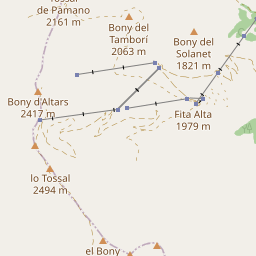 Tossal
de Pamano
2161 m
Bony del
Tamborí
2063 m
Bony del
Solanet
1821 m
Bony d'Altars
2417 m
Fita Alta
1979 m
lo Tossal
2494 m
el Bony